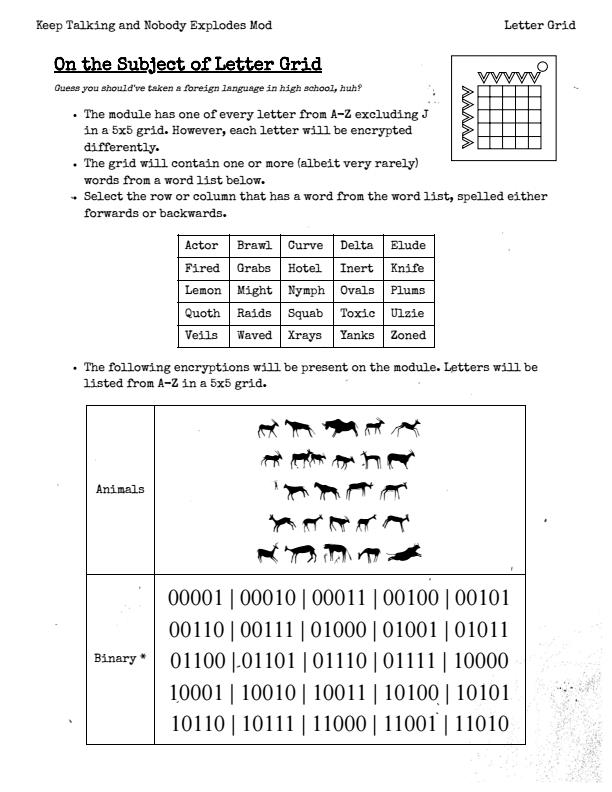 Keep Talking and Nobody Explodes Mod
Letter Grid
On the Subject of Letter Grid
Guess you should've taken a foreign language in high school, huh?
• The module has one of every letter from A-Z excluding J
in a 5x5 grid. However, each letter will be encrypted
differently.
• The grid will contain one or more (albeit very rarely)
words from a word list below.
• Select the row or column that has a word from the word list, spelled either
forwards or backwards.
Actor Brawl Curve Delta Elude
Fired Grabs Hotel Inert Knife
Lemon Might Nymph Ovals Plums
Quoth Raids Squab Toxic Ulzie
Veils Waved Xrays Yanks Zoned
• The following encryptions will be present on the module. Letters will be
listed from A-Z in a 5x5 grid.
Animals
Binary *
00001 | 00010 | 00011 | 00100 | 00101
00110 | 00111 | 01000 | 01001 | 01011
01100 | 01101 | 01110 | 01111 | 10000
10001 | 10010 | 10011 | 10100 | 10101
10110 | 10111 | 11000 | 11001 | 11010